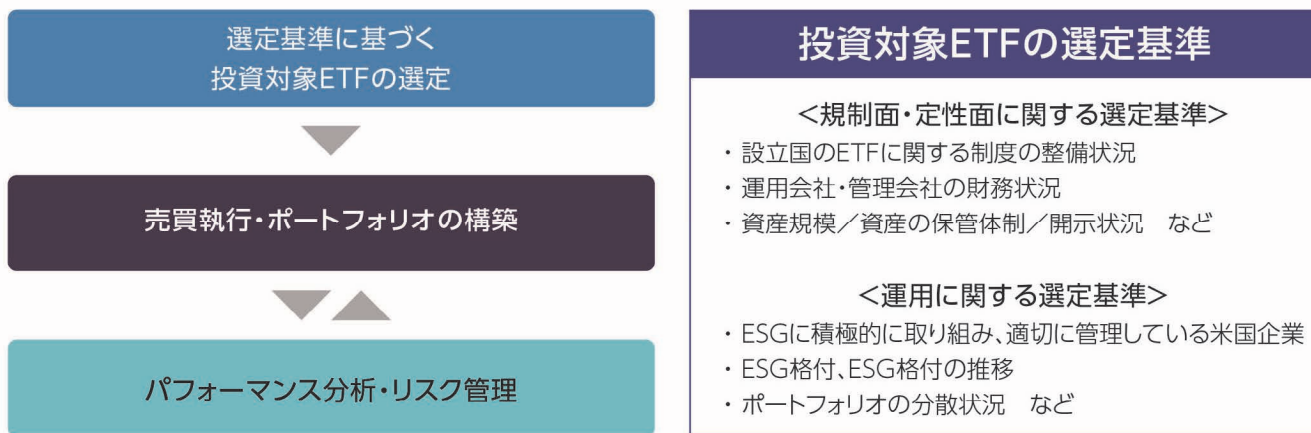 選定基準に基づく
投資対象ETFの選定
売買執行・ポートフォリオの構築
パフォーマンス分析・リスク管理
投資対象ETFの選定基準
<規制面・定性面に関する選定基準>
・設立国のETFに関する制度の整備状況
・運用会社・管理会社の財務状況
・資産規模／資産の保管体制／開示状況　など
<運用に関する選定基準>
・ESGに積極的に取り組み、適切に管理している米国企業
・ESG格付、ESG格付の推移
・ポートフォリオの分散状況　など